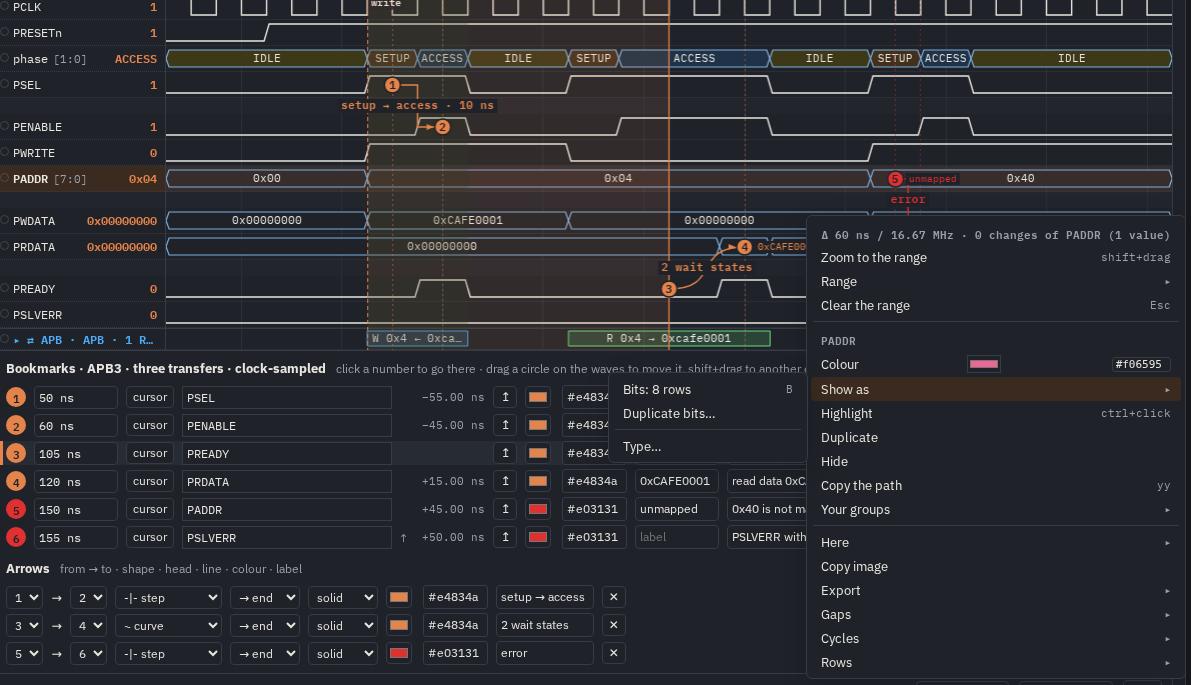 PCLK 1
write
PRESETn 1
phase [1:0] ACCESS IDLE SETUP ACCESS IDLE SETUP ACCESS IDLE SETUP ACCESS IDLE
PSEL 1 1
setup → access · 10 ns
PENABLE 1 2
PWRITE 0
PADDR [7:0] 0x04 0x00 0x04 5 unmapped 0x40
error
PWDATA 0x00000000 0x00000000 0xCAFE0001 0x00000000
PRDATA 0x00000000 0x00000000 4 0xCAFE00
2 wait states
PREADY 0 3
PSLVERR 0
▸ ⇄ APB · APB · 1 R… W 0x4 ← 0xca… R 0x4 → 0xcafe0001
Δ 60 ns / 16.67 MHz · 0 changes of PADDR (1 value)
Zoom to the range shift+drag
Range ▸
Clear the range Esc
PADDR
Colour #f06595
Show as ▸
Highlight ctrl+click
Duplicate
Hide
Copy the path yy
Your groups ▸
Here ▸
Copy image
Export ▸
Gaps ▸
Cycles ▸
Rows ▸
Bits: 8 rows B
Duplicate bits…
Type…
Bookmarks · APB3 · three transfers · clock-sampled click a number to go there · drag a circle on the waves to move it, shift+drag to another
1 50 ns cursor PSEL −55.00 ns ↥ #e4834
2 60 ns cursor PENABLE −45.00 ns ↥ #e4834
3 105 ns cursor PREADY ↥ #e4834
4 120 ns cursor PRDATA +15.00 ns ↥ #e4834a 0xCAFE0001 read data 0xC
5 150 ns cursor PADDR +45.00 ns ↥ #e03131 unmapped 0x40 is not m
6 155 ns cursor PSLVERR ↑ +50.00 ns ↥ #e03131 label PSLVERR with
Arrows from → to · shape · head · line · colour · label
1 → 2 -|- step → end solid #e4834a setup → access ✕
3 → 4 ~ curve → end solid #e4834a 2 wait states ✕
5 → 6 -|- step → end solid #e03131 error ✕